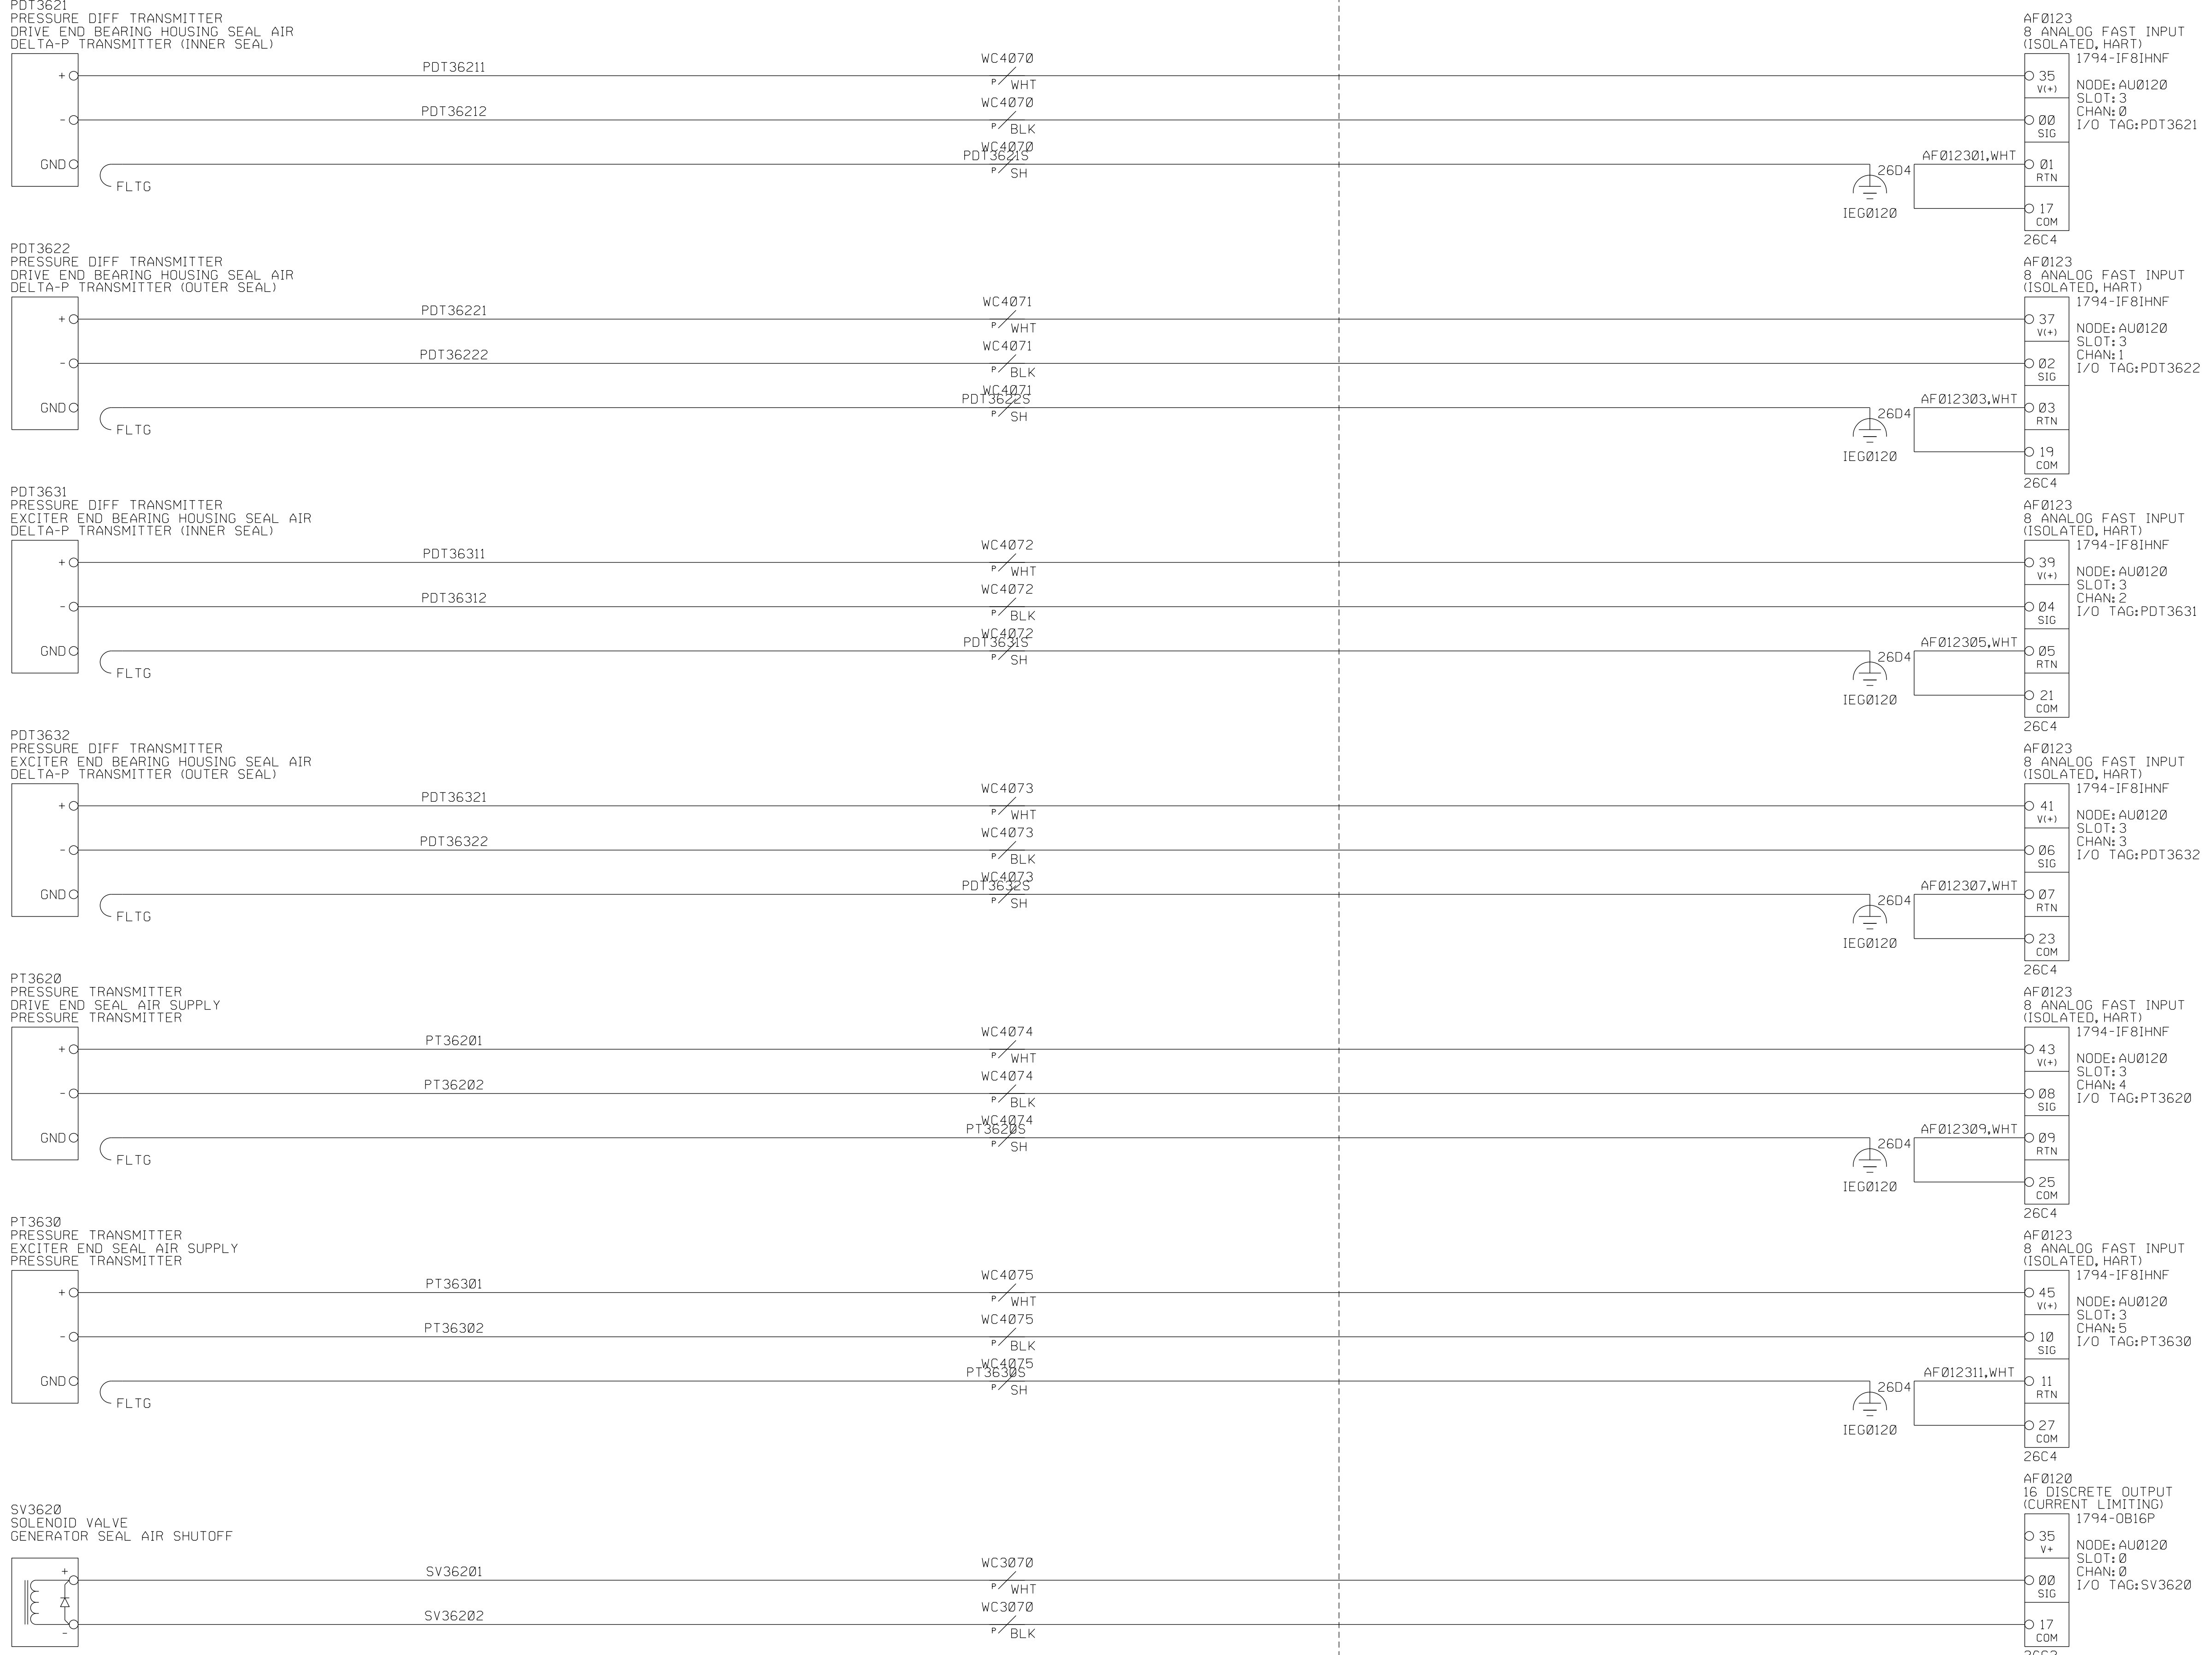 PDT3621
PRESSURE DIFF TRANSMITTER
DRIVE END BEARING HOUSING SEAL AIR
DELTA-P TRANSMITTER (INNER SEAL)
+
-
GND
FLTG
PDT36211
PDT36212
PDT3621S
WC4070
P
WHT
WC4070
P
BLK
WC4070
P
SH
26D4
IEG0120
AF012301,WHT
AF0123
8 ANALOG FAST INPUT
(ISOLATED,HART)
1794-IF8IHNF
35
V(+)
00
SIG
01
RTN
17
COM
NODE:AU0120
SLOT:3
CHAN:0
I/O TAG:PDT3621
26C4
PDT3622
PRESSURE DIFF TRANSMITTER
DRIVE END BEARING HOUSING SEAL AIR
DELTA-P TRANSMITTER (OUTER SEAL)
+
-
GND
FLTG
PDT36221
PDT36222
PDT3622S
WC4071
P
WHT
WC4071
P
BLK
WC4071
P
SH
26D4
IEG0120
AF012303,WHT
AF0123
8 ANALOG FAST INPUT
(ISOLATED,HART)
1794-IF8IHNF
37
V(+)
02
SIG
03
RTN
19
COM
NODE:AU0120
SLOT:3
CHAN:1
I/O TAG:PDT3622
26C4
PDT3631
PRESSURE DIFF TRANSMITTER
EXCITER END BEARING HOUSING SEAL AIR
DELTA-P TRANSMITTER (INNER SEAL)
+
-
GND
FLTG
PDT36311
PDT36312
PDT3631S
WC4072
P
WHT
WC4072
P
BLK
WC4072
P
SH
26D4
IEG0120
AF012305,WHT
AF0123
8 ANALOG FAST INPUT
(ISOLATED,HART)
1794-IF8IHNF
39
V(+)
04
SIG
05
RTN
21
COM
NODE:AU0120
SLOT:3
CHAN:2
I/O TAG:PDT3631
26C4
PDT3632
PRESSURE DIFF TRANSMITTER
EXCITER END BEARING HOUSING SEAL AIR
DELTA-P TRANSMITTER (OUTER SEAL)
+
-
GND
FLTG
PDT36321
PDT36322
PDT3632S
WC4073
P
WHT
WC4073
P
BLK
WC4073
P
SH
26D4
IEG0120
AF012307,WHT
AF0123
8 ANALOG FAST INPUT
(ISOLATED,HART)
1794-IF8IHNF
41
V(+)
06
SIG
07
RTN
23
COM
NODE:AU0120
SLOT:3
CHAN:3
I/O TAG:PDT3632
26C4
PT3620
PRESSURE TRANSMITTER
DRIVE END SEAL AIR SUPPLY
PRESSURE TRANSMITTER
+
-
GND
FLTG
PT36201
PT36202
PT3620S
WC4074
P
WHT
WC4074
P
BLK
WC4074
P
SH
26D4
IEG0120
AF012309,WHT
AF0123
8 ANALOG FAST INPUT
(ISOLATED,HART)
1794-IF8IHNF
43
V(+)
08
SIG
09
RTN
25
COM
NODE:AU0120
SLOT:3
CHAN:4
I/O TAG:PT3620
26C4
PT3630
PRESSURE TRANSMITTER
EXCITER END SEAL AIR SUPPLY
PRESSURE TRANSMITTER
+
-
GND
FLTG
PT36301
PT36302
PT3630S
WC4075
P
WHT
WC4075
P
BLK
WC4075
P
SH
26D4
IEG0120
AF012311,WHT
AF0123
8 ANALOG FAST INPUT
(ISOLATED,HART)
1794-IF8IHNF
45
V(+)
10
SIG
11
RTN
27
COM
NODE:AU0120
SLOT:3
CHAN:5
I/O TAG:PT3630
26C4
SV3620
SOLENOID VALVE
GENERATOR SEAL AIR SHUTOFF
+
-
SV36201
SV36202
WC3070
P
WHT
WC3070
P
BLK
AF0120
16 DISCRETE OUTPUT
(CURRENT LIMITING)
1794-OB16P
35
V+
00
SIG
17
COM
NODE:AU0120
SLOT:0
CHAN:0
I/O TAG:SV3620